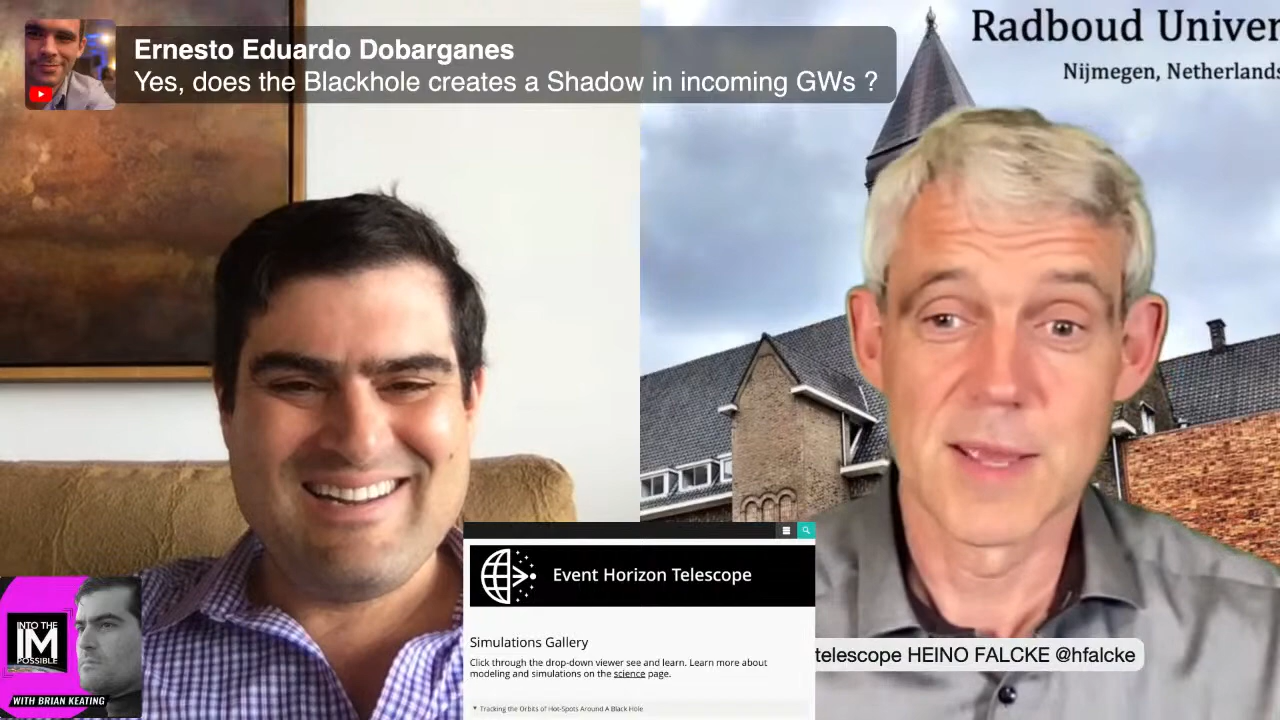 Ernesto Eduardo Dobarganes
Yes, does the Blackhole creates a Shadow in incoming GWs ?
Radboud Univer
Nijmegen, Netherlands
Event Horizon Telescope
Simulations Gallery
Click through the drop-down viewer see and learn. Learn more about
modeling and simulations on the science page.
Tracking the Orbits of Hot-Spots Around A Black Hole
telescope HEINO FALCKE @hfalcke
INTO THE
IM
POSSIBLE
WITH BRIAN KEATING